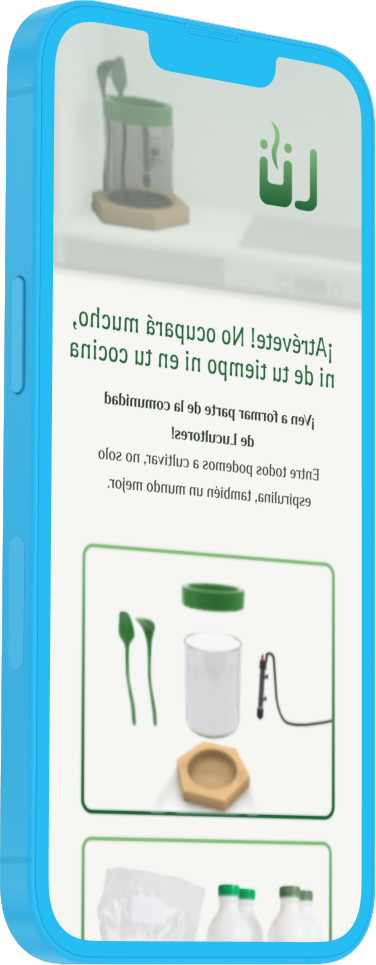 LÜ
¡Atrévete! No ocupará mucho,
ni de tu tiempo ni en tu cocina
¡Ven a formar parte de la comunidad
de Lucultores!
Entre todos podemos a cultivar, no solo
espirulina, también un mundo mejor.